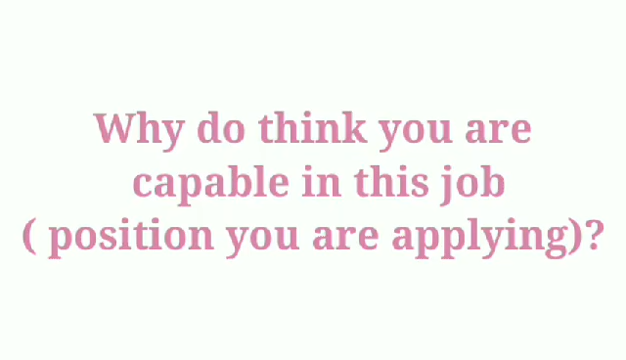 Why do think you are
capable in this job
( position you are applying)?